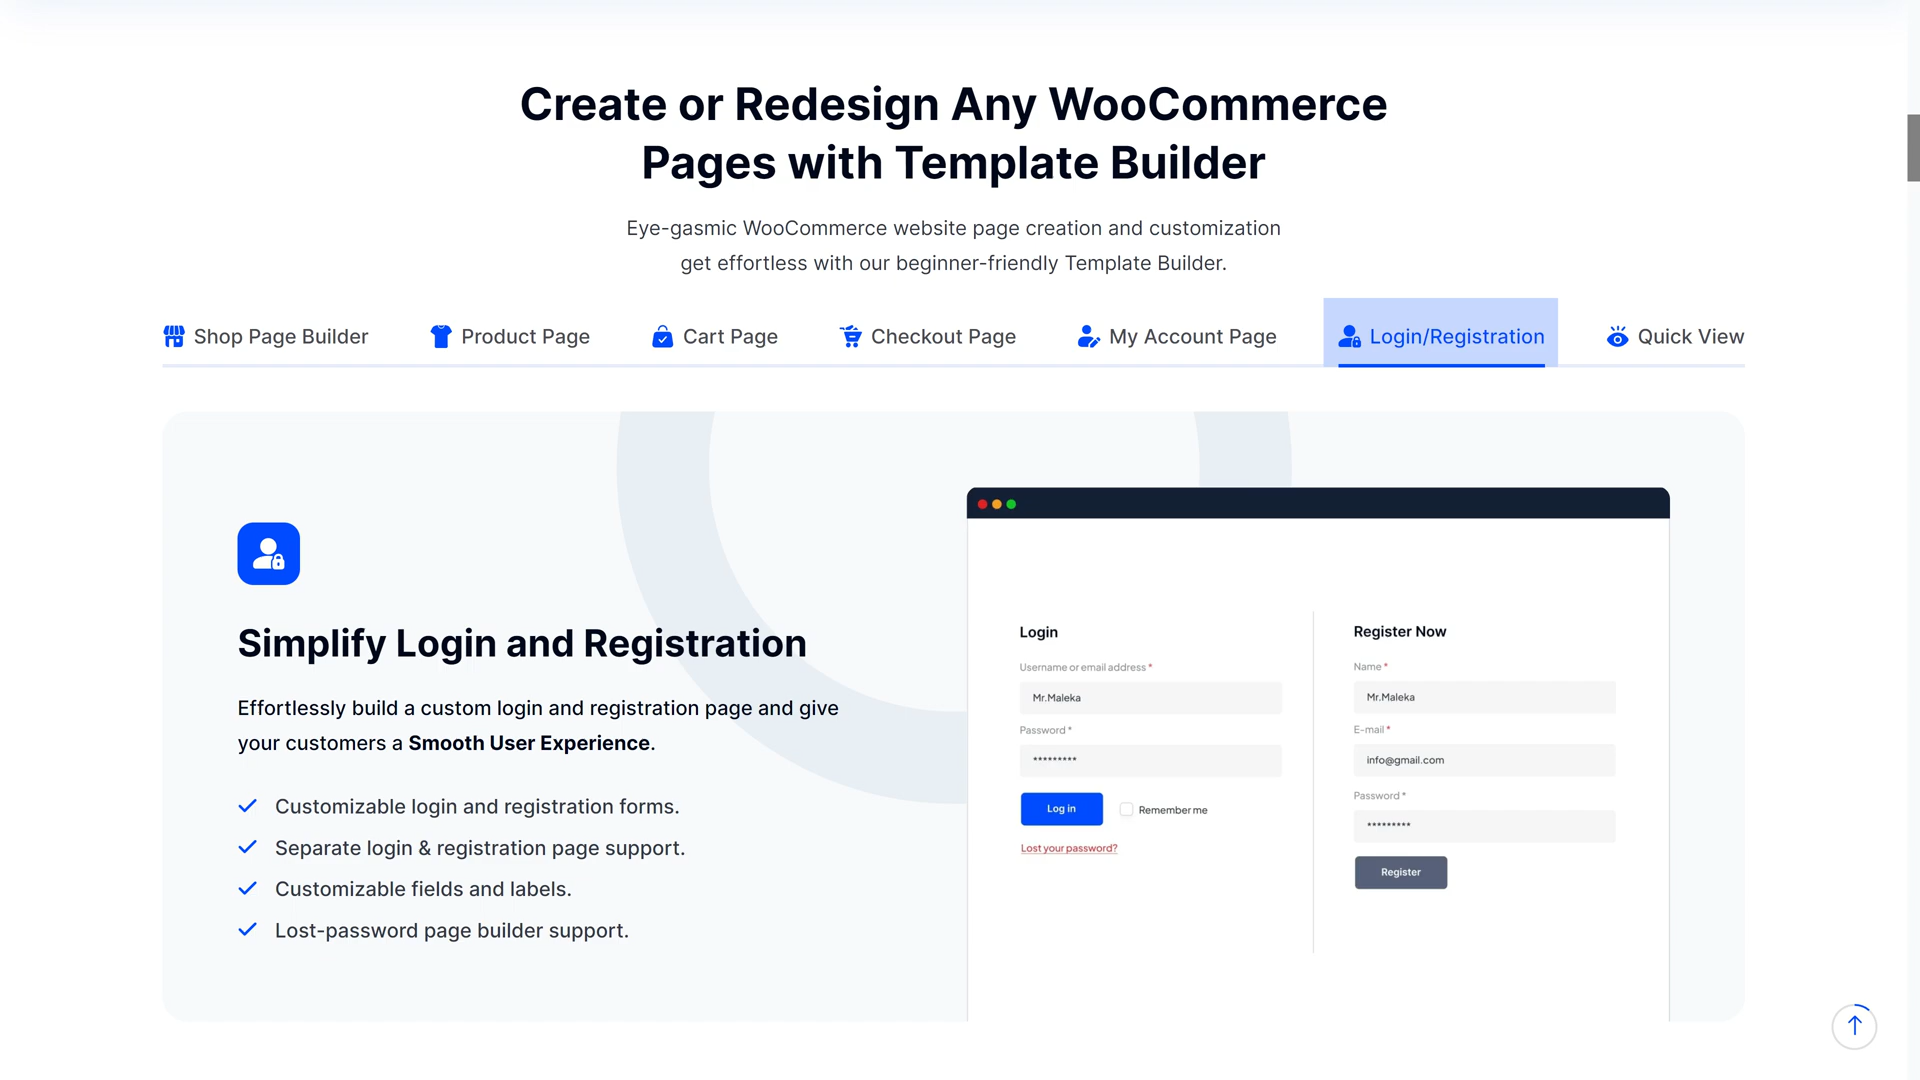 Create or Redesign Any WooCommerce
Pages with Template Builder
Eye-gasmic WooCommerce website page creation and customization
get effortless with our beginner-friendly Template Builder.
Shop Page Builder
Product Page
Cart Page
Checkout Page
My Account Page
Login/Registration
Quick View
Simplify Login and Registration
Effortlessly build a custom login and registration page and give
your customers a Smooth User Experience.
Customizable login and registration forms.
Separate login & registration page support.
Customizable fields and labels.
Lost-password page builder support.
Login
Username or email address *
Mr.Maleka
Password *
*********
Log in
Remember me
Lost your password?
Register Now
Name *
Mr.Maleka
E-mail *
info@gmail.com
Password *
*********
Register